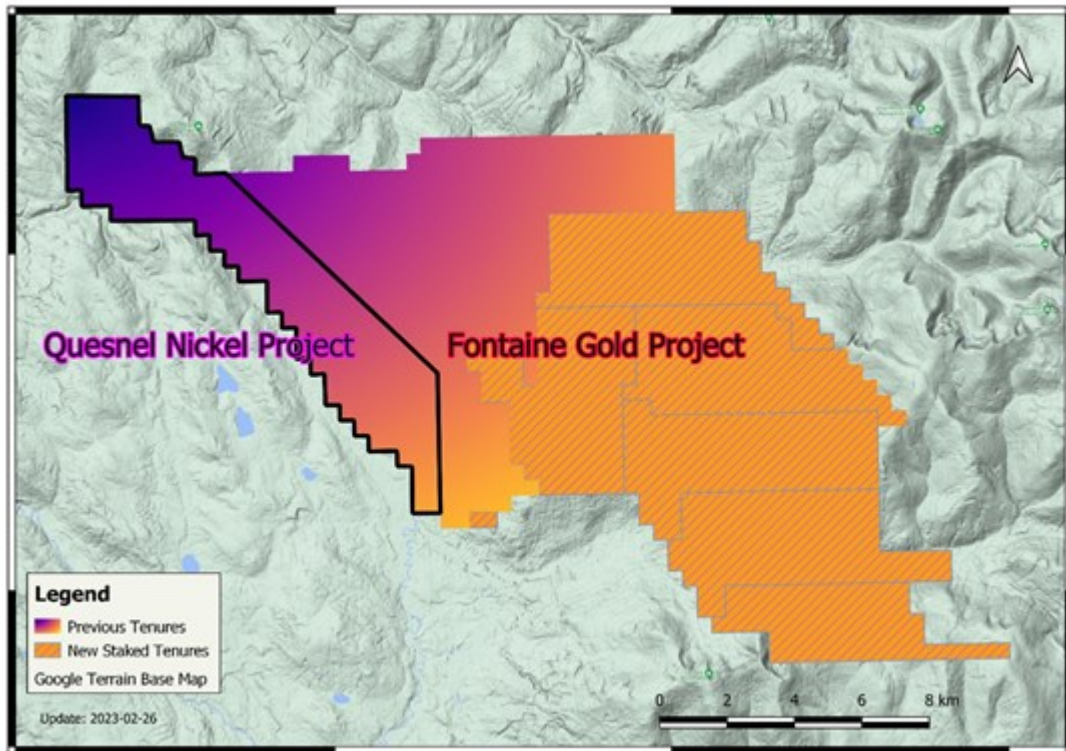 Quesnel Nickel Project
Fontaine Gold Project
Legend
Previous Tenures
New Staked Tenures
Google Terrain Base Map
Update: 2023-02-26
0 2 4 6 8 km